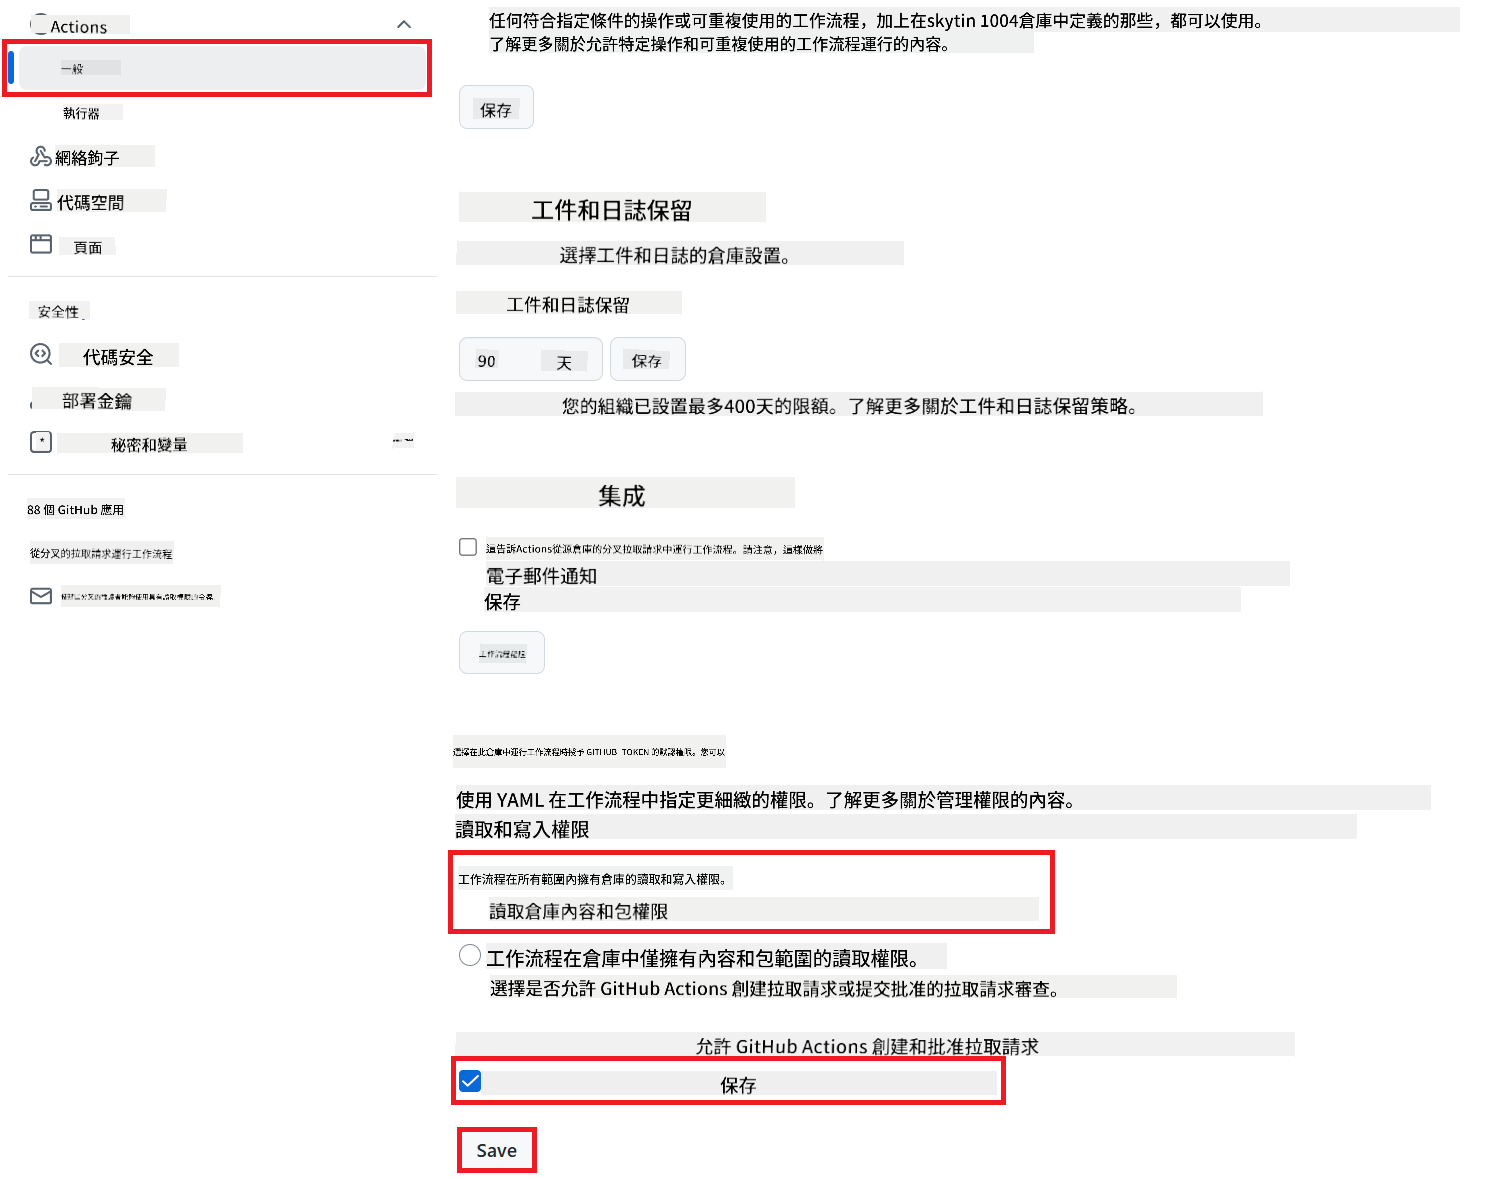 Actions
一般
執行器
網絡鉤子
代碼空間
頁面
安全性
代碼安全
部署金鑰
秘密和變量
88 個 GitHub 應用
從分叉的拉取請求運行工作流程
任何符合指定條件的操作或可重複使用的工作流程，加上在skytin 1004倉庫中定義的那些，都可以使用。
了解更多關於允許特定操作和可重複使用的工作流程運行的內容。
保存
工件和日誌保留
選擇工件和日誌的倉庫設置。
工件和日誌保留
90 天 保存
您的組織已設置最多400天的限額。了解更多關於工件和日誌保留策略。
集成
這告訴Actions從源倉庫的分叉拉取請求中運行工作流程。請注意，這樣做將
電子郵件通知
保存
工作流程權限
選擇在此倉庫中運行工作流程時授予 GITHUB_TOKEN 的默認權限。您可以
使用 YAML 在工作流程中指定更細緻的權限。了解更多關於管理權限的內容。
讀取和寫入權限
工作流程在所有範圍內擁有倉庫的讀取和寫入權限。
讀取倉庫內容和包權限
工作流程在倉庫中僅擁有內容和包範圍的讀取權限。
選擇是否允許 GitHub Actions 創建拉取請求或提交批准的拉取請求審查。
允許 GitHub Actions 創建和批准拉取請求
保存
Save